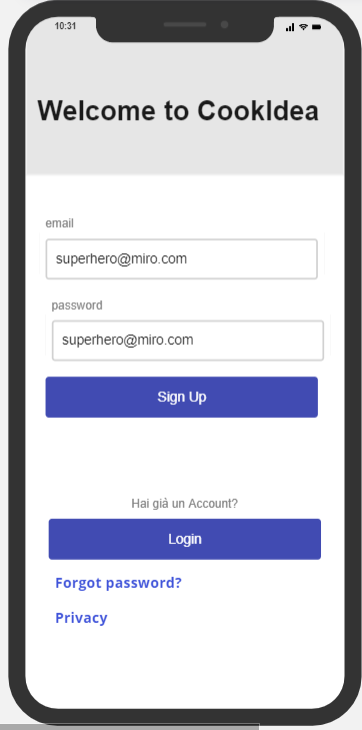 10:31
Welcome to CookIdea
email
superhero@miro.com
password
superhero@miro.com
Sign Up
Hai già un Account?
Login
Forgot password?
Privacy